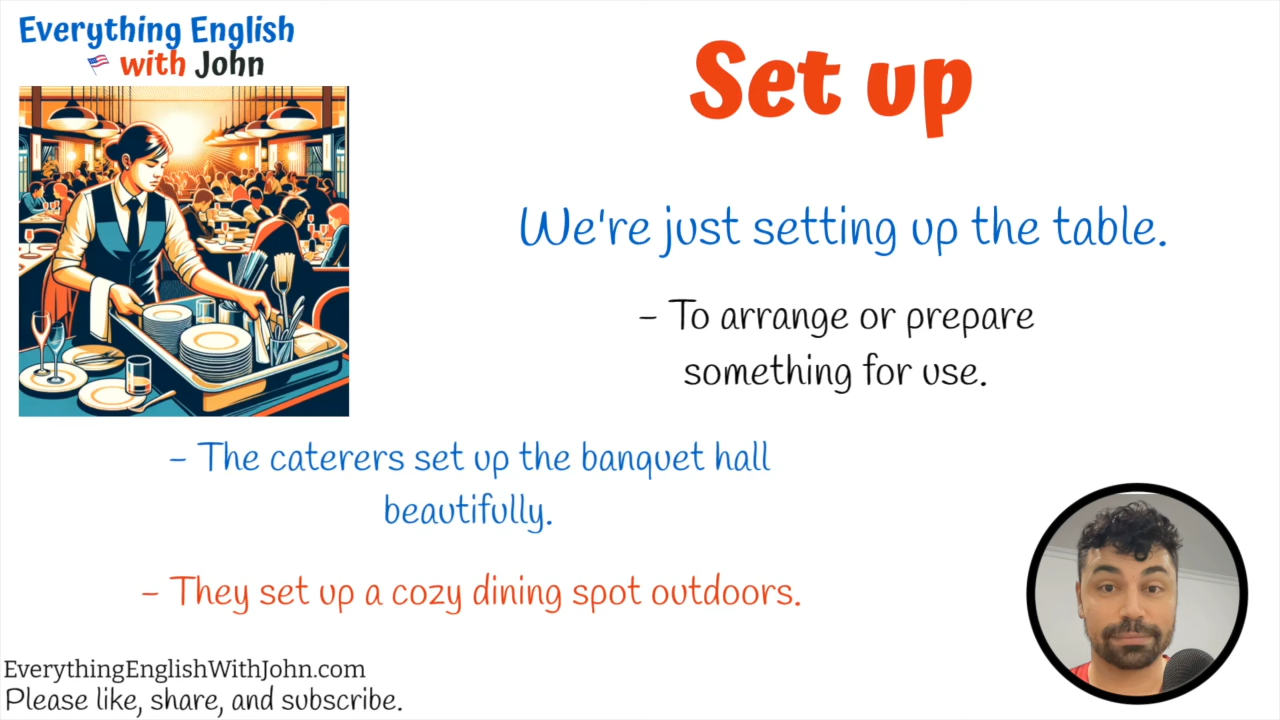 Everything English
with John
Set up
We're just setting up the table.
- To arrange or prepare
something for use.
- The caterers set up the banquet hall
beautifully.
- They set up a cozy dining spot outdoors.
EverythingEnglishWithJohn.com
Please like, share, and subscribe.